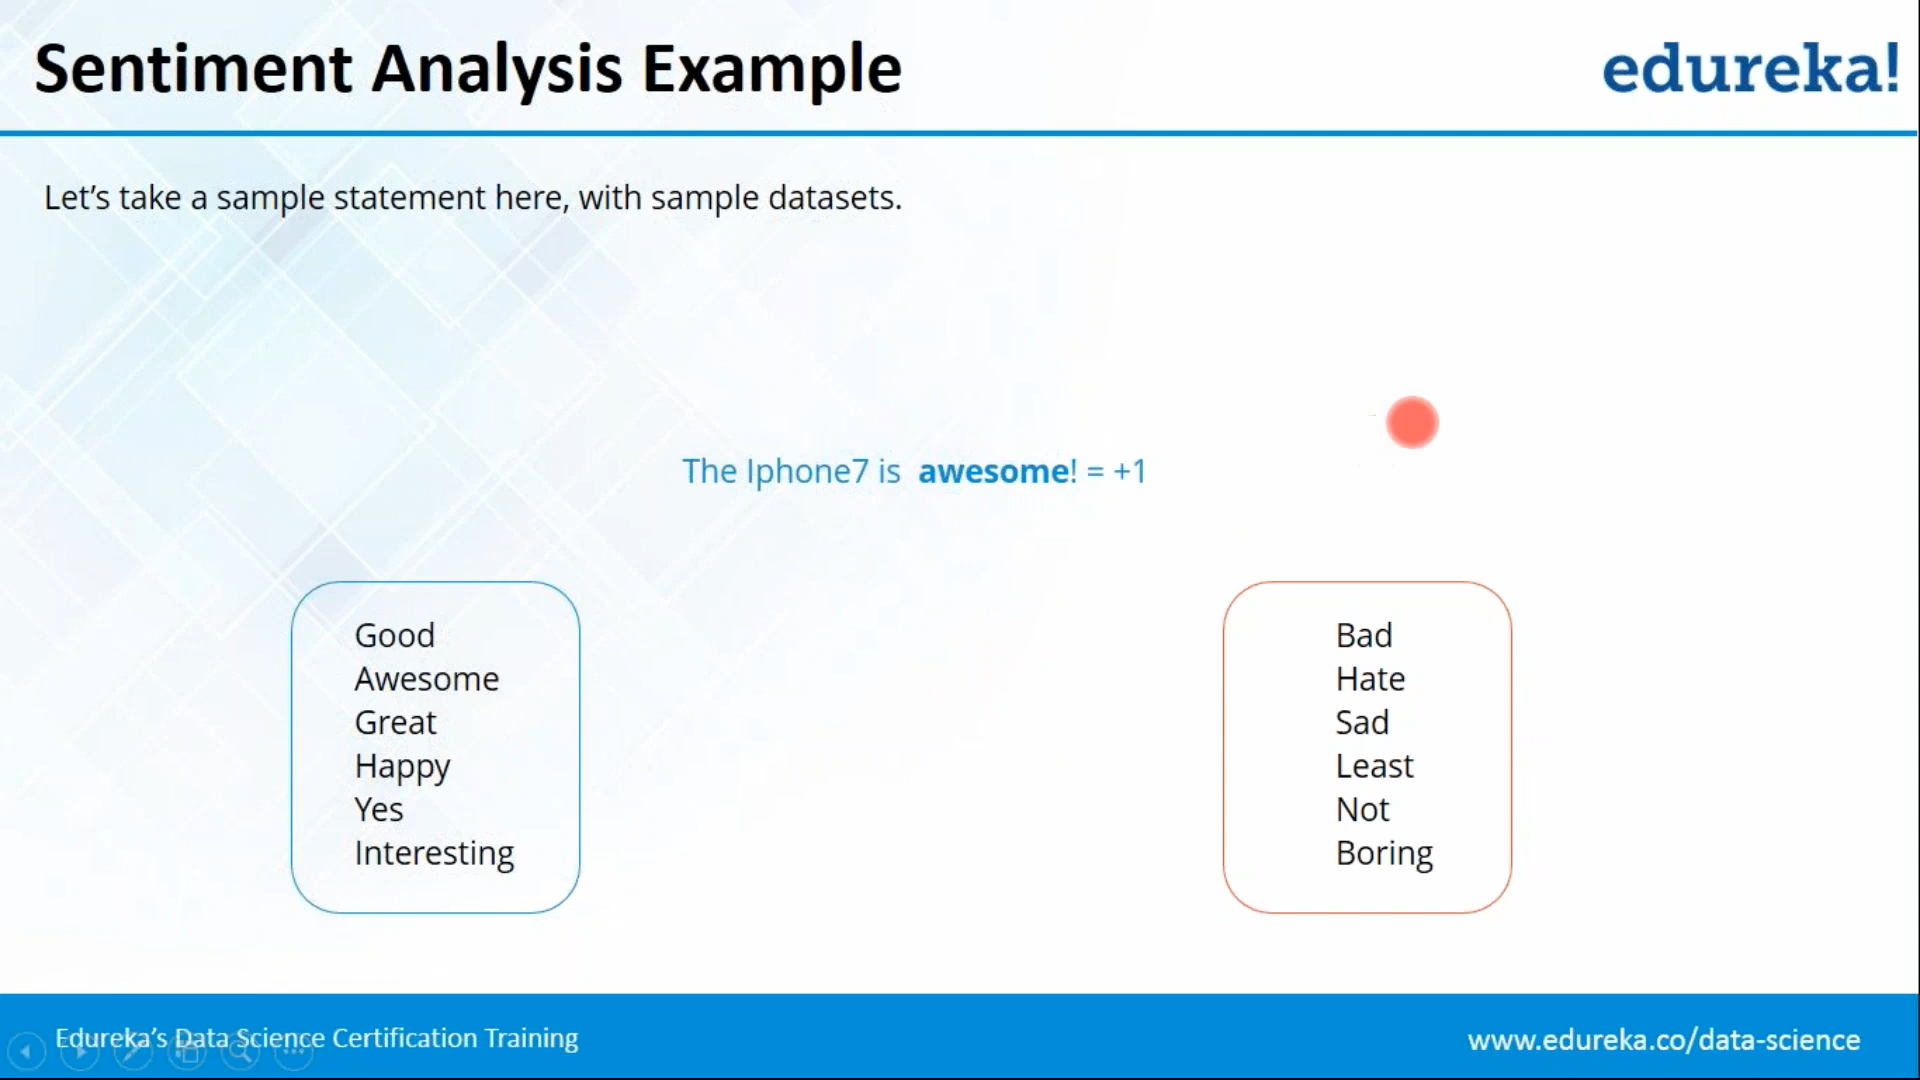 Sentiment Analysis Example
edureka!
Let’s take a sample statement here, with sample datasets.
The Iphone7 is awesome! = +1
Good
Awesome
Great
Happy
Yes
Interesting
Bad
Hate
Sad
Least
Not
Boring
Edureka’s Data Science Certification Training
www.edureka.co/data-science